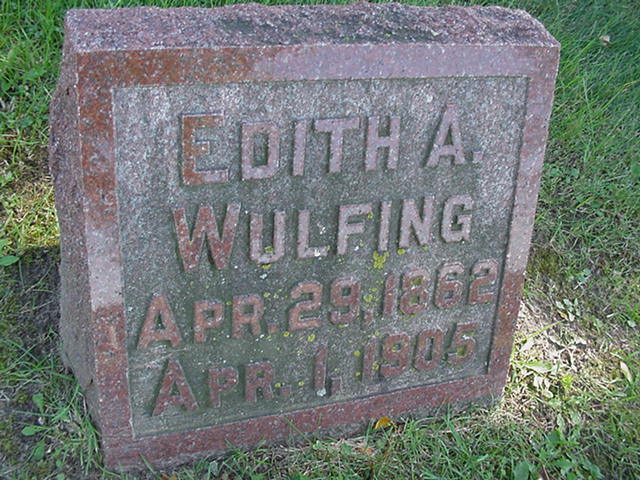 EDITH A.
WULFING
APR. 29, 1862
APR. 1, 1905